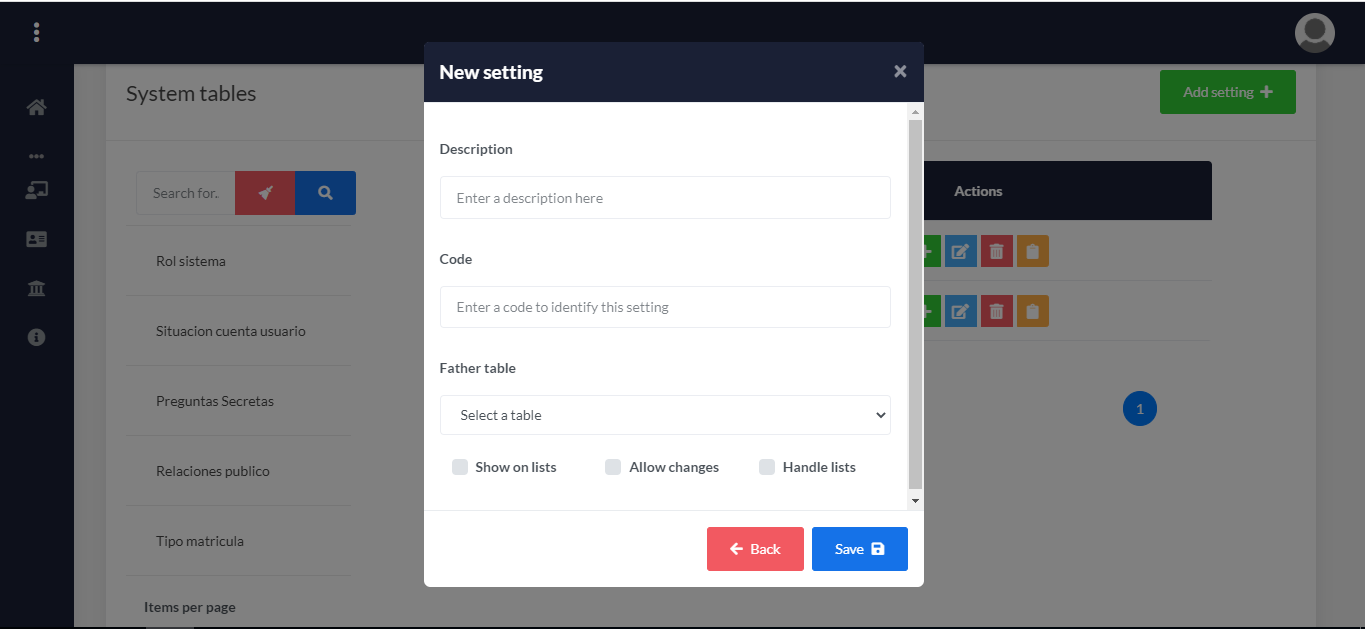 New setting
×
System tables
Add setting
Description
Search for.
Enter a description here
Actions
Rol sistema
Code
Enter a code to identify this setting
Situacion cuenta usuario
Father table
Preguntas Secretas
Select a table
1
Relaciones publico
Show on lists
Allow changes
Handle lists
Tipo matricula
Back
Save
Items per page